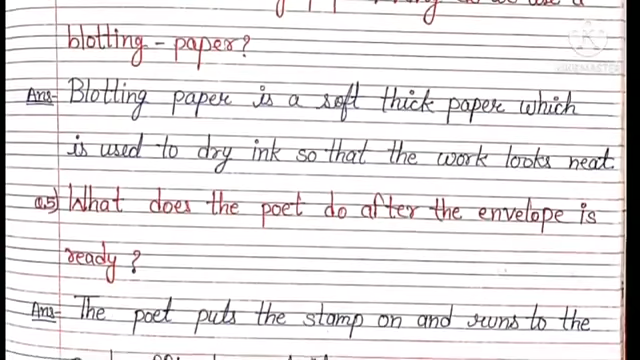 blotting - paper?
Ans- Blotting paper is a soft thick paper which
is used to dry ink so that the work looks neat
Q.5) What does the poet do after the envelope is
ready?
Ans- The poet puts the stamp on and runs to the